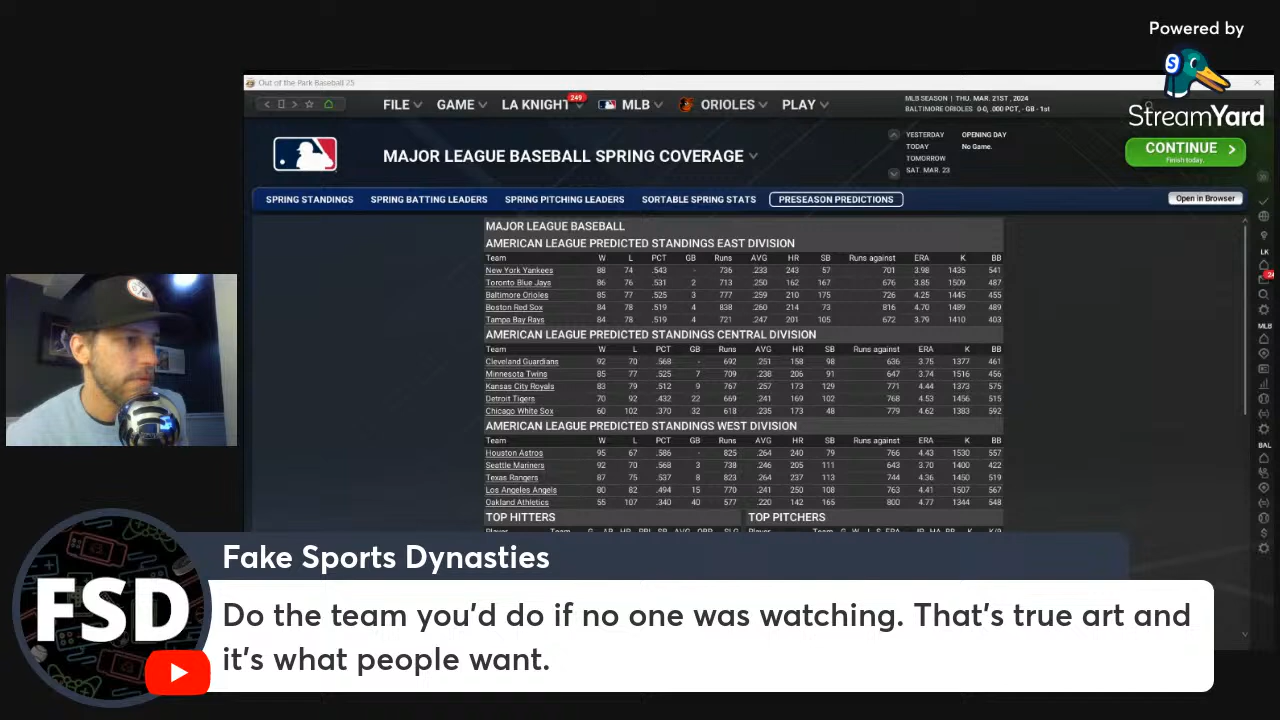 Powered by
StreamYard
Out of the Park Baseball 25
FILE GAME LA KNIGHT 249 MLB ORIOLES PLAY
MLB SEASON | THU. MAR. 21ST, 2024
BALTIMORE ORIOLES 0-0, .000 PCT, - GB - 1st
MAJOR LEAGUE BASEBALL SPRING COVERAGE
YESTERDAY OPENING DAY
TODAY No Game.
TOMORROW
SAT. MAR. 23
CONTINUE
Finish today.
SPRING STANDINGS SPRING BATTING LEADERS SPRING PITCHING LEADERS SORTABLE SPRING STATS PRESEASON PREDICTIONS Open in Browser
MAJOR LEAGUE BASEBALL
AMERICAN LEAGUE PREDICTED STANDINGS EAST DIVISION
Team W L PCT GB Runs AVG HR SB Runs against ERA K BB
New York Yankees 88 74 .543 - 736 .233 243 57 701 3.98 1435 541
Toronto Blue Jays 86 76 .531 2 713 .250 162 167 676 3.85 1509 487
Baltimore Orioles 85 77 .525 3 777 .259 210 175 726 4.25 1445 455
Boston Red Sox 84 78 .519 4 838 .260 214 73 816 4.70 1489 489
Tampa Bay Rays 84 78 .519 4 721 .247 201 105 672 3.79 1410 403
AMERICAN LEAGUE PREDICTED STANDINGS CENTRAL DIVISION
Team W L PCT GB Runs AVG HR SB Runs against ERA K BB
Cleveland Guardians 92 70 .568 - 692 .251 158 98 636 3.75 1377 461
Minnesota Twins 85 77 .525 7 709 .238 206 91 647 3.74 1516 456
Kansas City Royals 83 79 .512 9 767 .257 173 129 771 4.44 1373 575
Detroit Tigers 70 92 .432 22 669 .241 169 102 768 4.53 1456 515
Chicago White Sox 60 102 .370 32 618 .235 173 48 779 4.62 1383 592
AMERICAN LEAGUE PREDICTED STANDINGS WEST DIVISION
Team W L PCT GB Runs AVG HR SB Runs against ERA K BB
Houston Astros 95 67 .586 - 825 .264 240 79 766 4.43 1530 557
Seattle Mariners 92 70 .568 3 738 .246 205 111 643 3.70 1400 422
Texas Rangers 87 75 .537 8 823 .264 237 113 744 4.36 1450 519
Los Angeles Angels 80 82 .494 15 770 .241 250 108 763 4.41 1507 567
Oakland Athletics 55 107 .340 40 577 .220 142 165 800 4.77 1344 548
TOP HITTERS TOP PITCHERS
LK
MLB
BAL
FSD
Fake Sports Dynasties
Do the team you'd do if no one was watching. That's true art and
it's what people want.